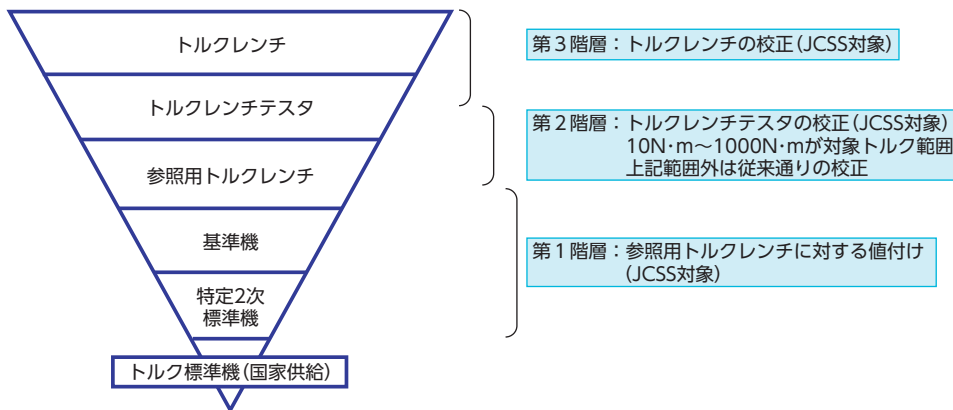 トルクレンチ
トルクレンチテスタ
参照用トルクレンチ
基準機
特定2次
標準機
トルク標準機(国家供給)
第3階層：トルクレンチの校正(JCSS対象)
第2階層：トルクレンチテスタの校正(JCSS対象)
10N・m～1000N・mが対象トルク範囲
上記範囲外は従来通りの校正
第1階層：参照用トルクレンチに対する値付け
(JCSS対象)